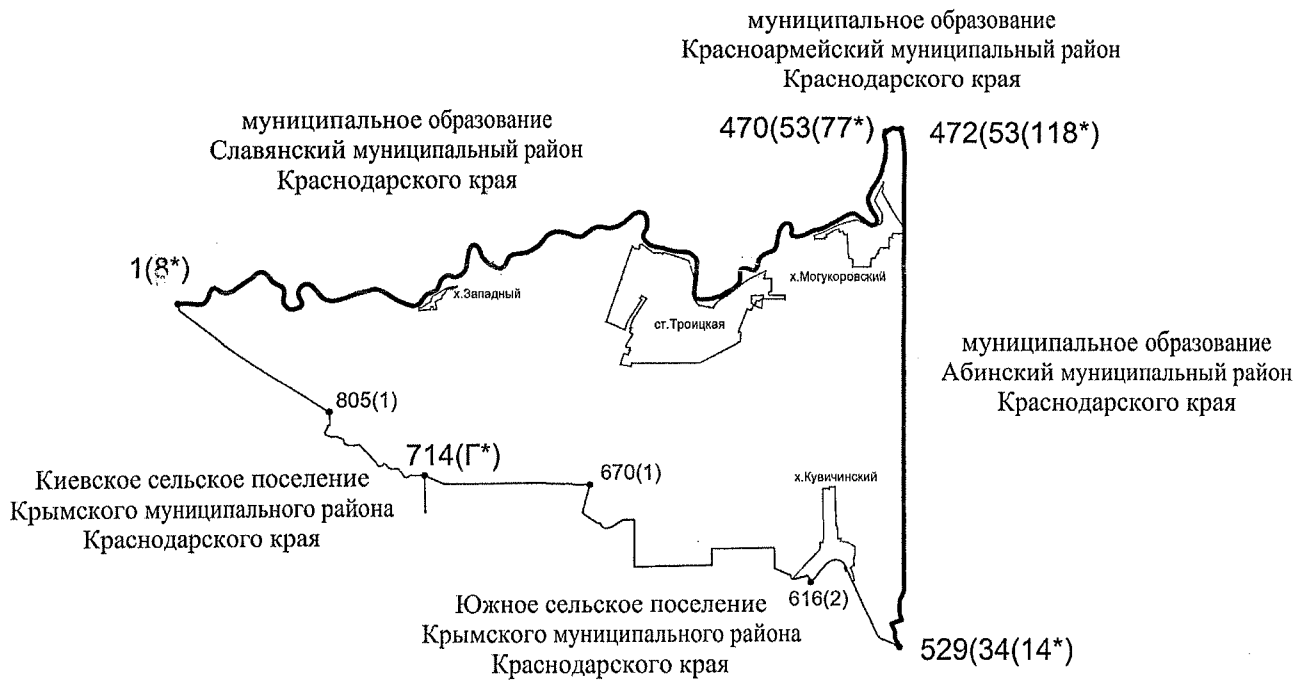 муниципальное образование
Красноармейский муниципальный район
Краснодарского края
муниципальное образование
Славянский муниципальный район
Краснодарского края
470(53(77*)
472(53(118*)
1(8*)
х.Западный
х.Могукоровский
ст.Троицкая
муниципальное образование
Абинский муниципальный район
Краснодарского края
805(1)
714(Г*)
670(1)
х.Кувичинский
Киевское сельское поселение
Крымского муниципального района
Краснодарского края
616(2)
Южное сельское поселение
Крымского муниципального района
Краснодарского края
529(34(14*)